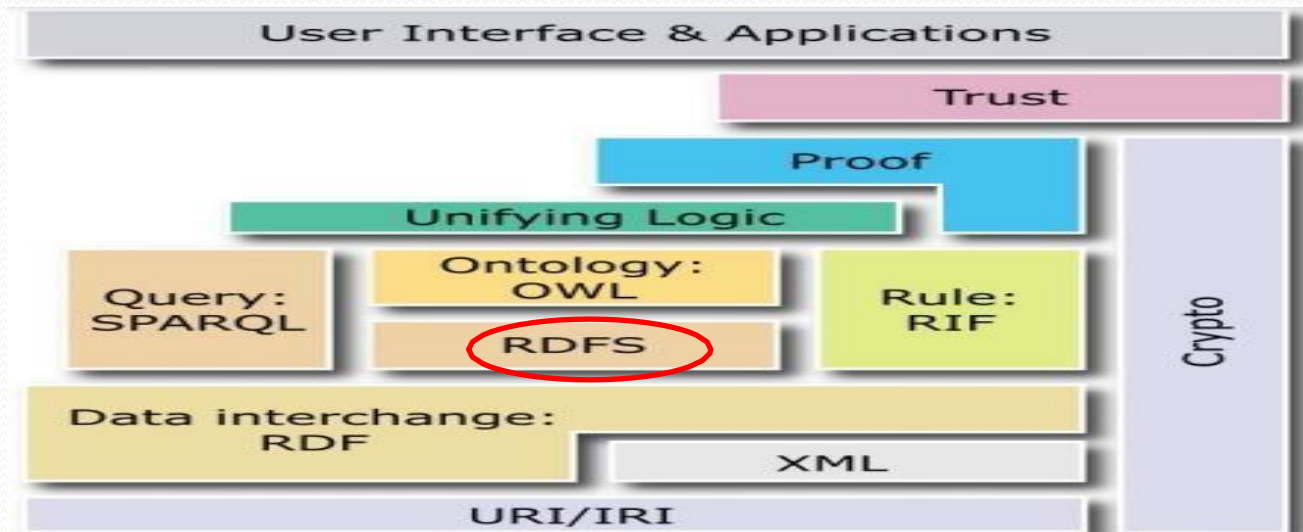 User Interface & Applications
Trust
Proof
Unifying Logic
Query:
SPARQL
Ontology:
OWL
RDFS
Rule:
RIF
Crypto
Data interchange:
RDF
XML
URI/IRI